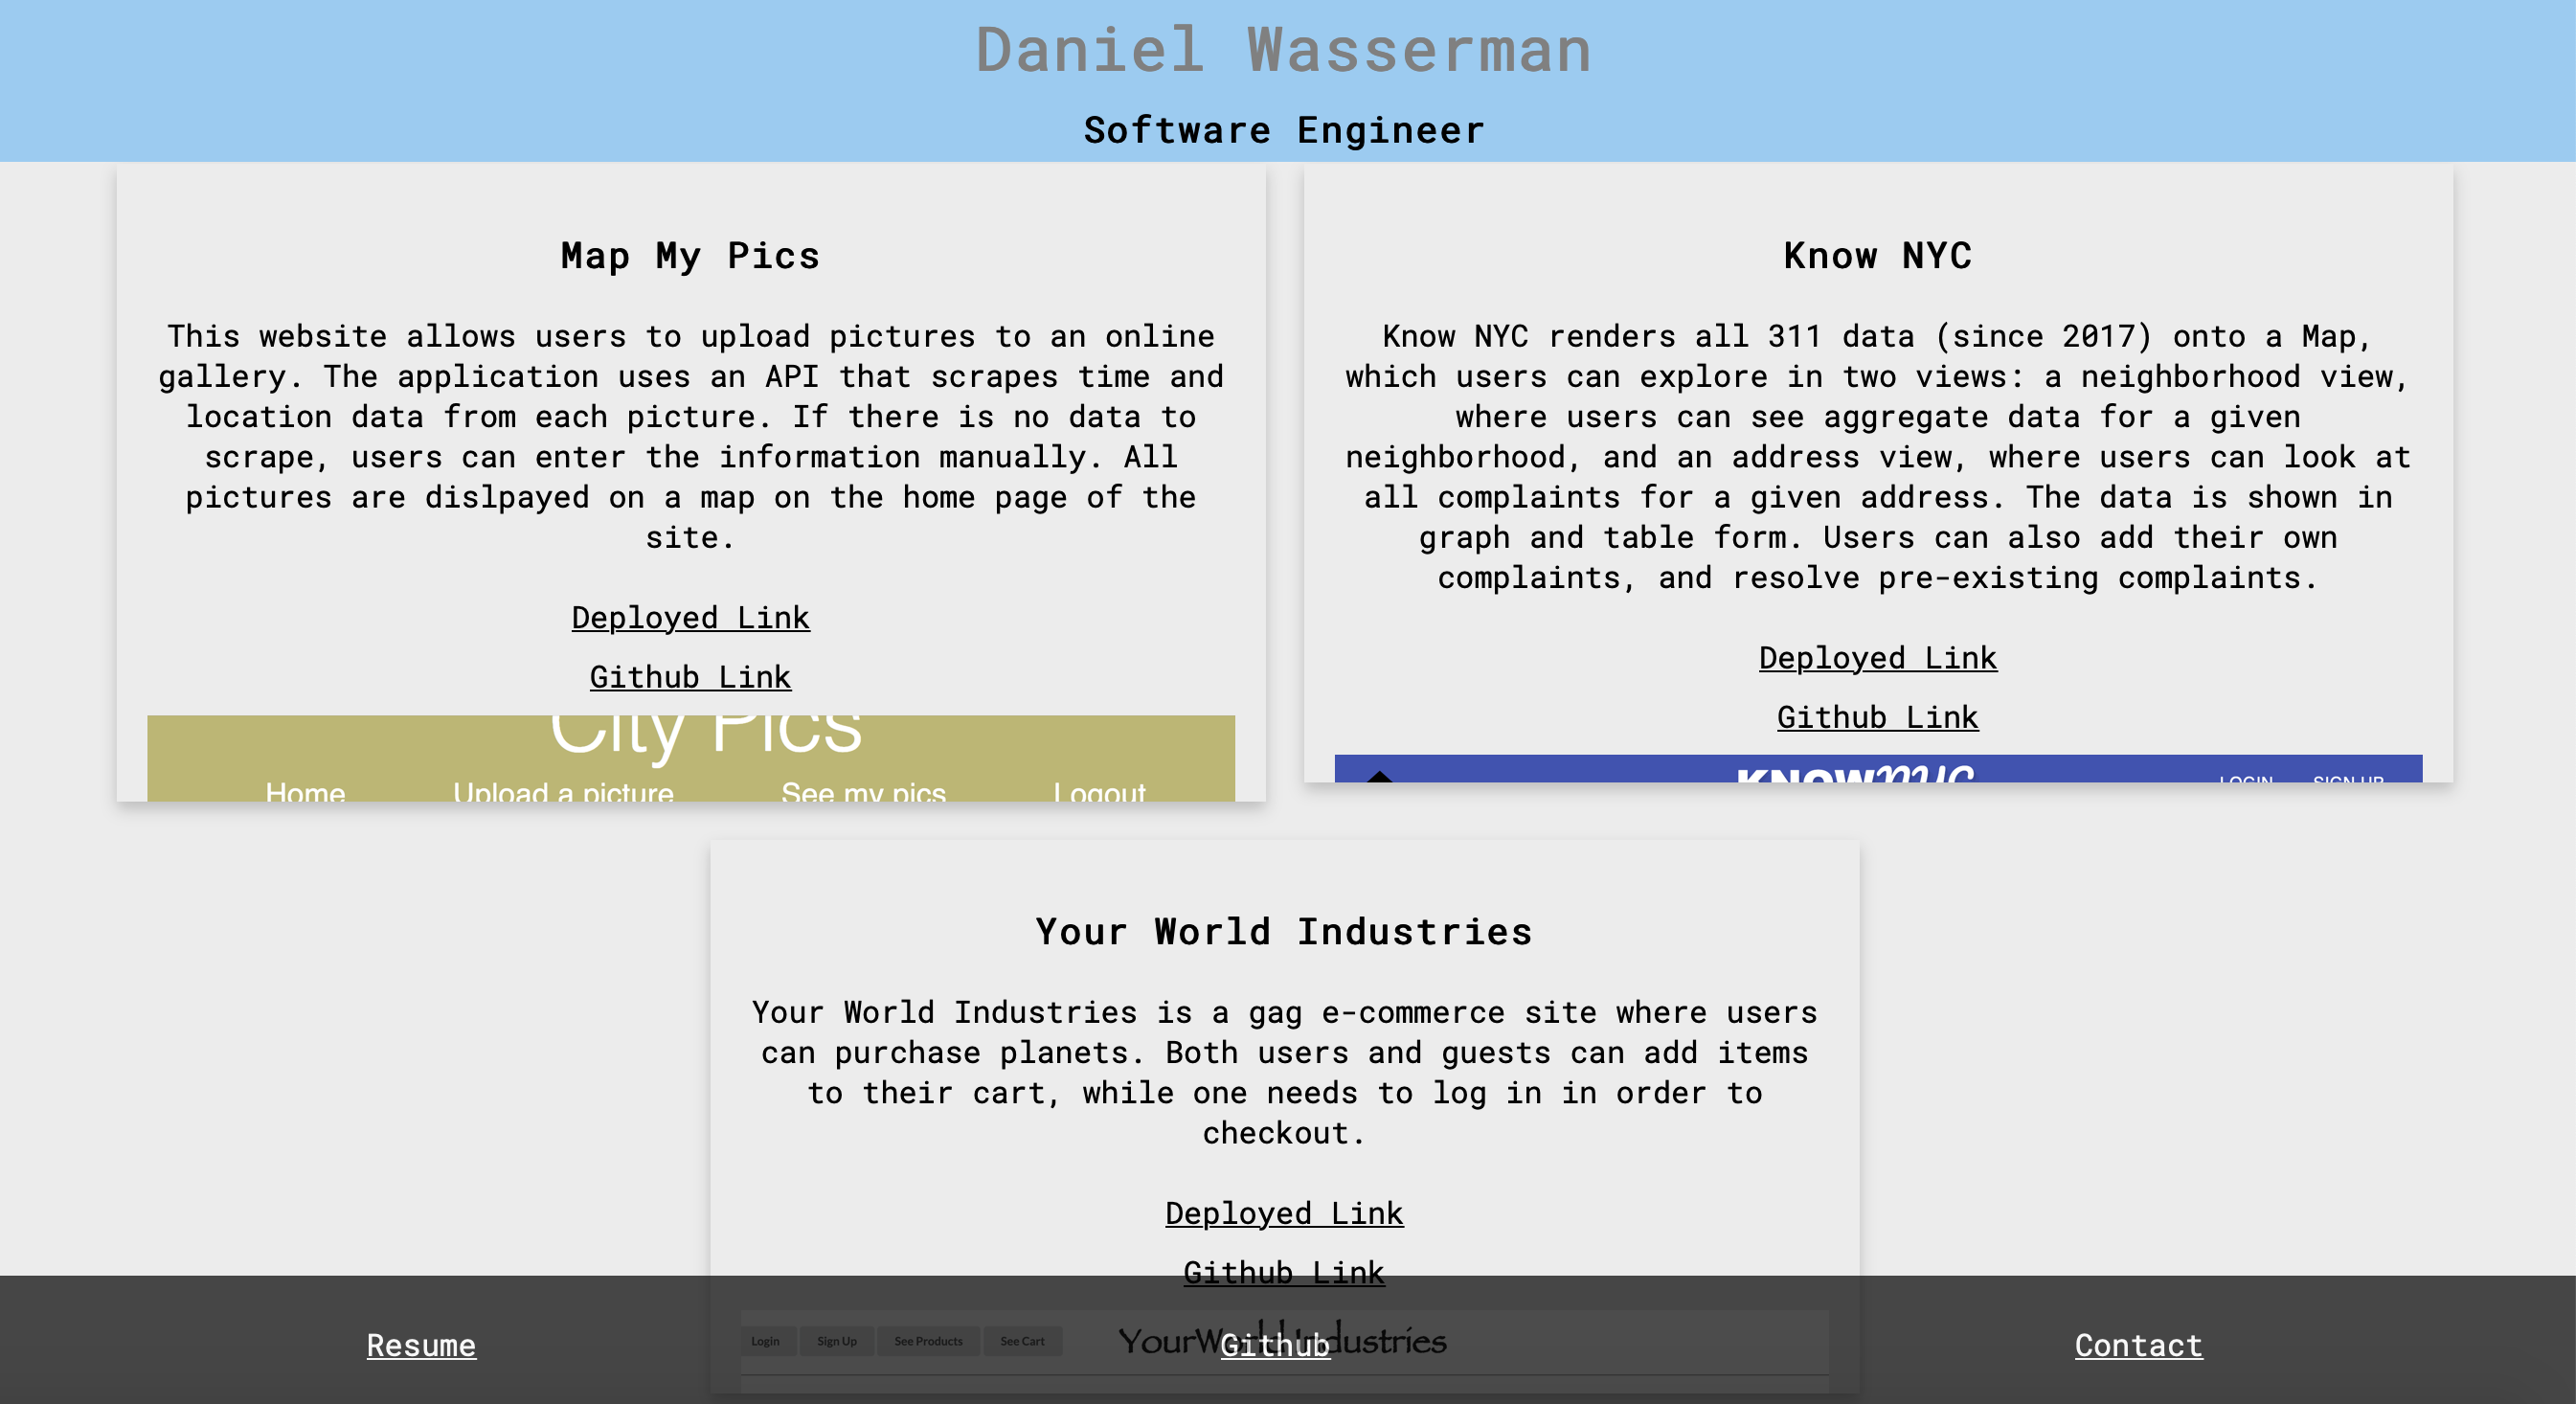 Daniel Wasserman
Software Engineer
Map My Pics
This website allows users to upload pictures to an online
gallery. The application uses an API that scrapes time and
location data from each picture. If there is no data to
scrape, users can enter the information manually. All
pictures are dislpayed on a map on the home page of the
site.
Deployed Link
Github Link
City Pics
Home Upload a picture See my pics Logout
Know NYC
Know NYC renders all 311 data (since 2017) onto a Map,
which users can explore in two views: a neighborhood view,
where users can see aggregate data for a given
neighborhood, and an address view, where users can look at
all complaints for a given address. The data is shown in
graph and table form. Users can also add their own
complaints, and resolve pre-existing complaints.
Deployed Link
Github Link
KNOWnyc LOGIN SIGN UP
Your World Industries
Your World Industries is a gag e-commerce site where users
can purchase planets. Both users and guests can add items
to their cart, while one needs to log in in order to
checkout.
Deployed Link
Github Link
Login Sign Up See Products See Cart YourWorld Industries
Resume Github Contact